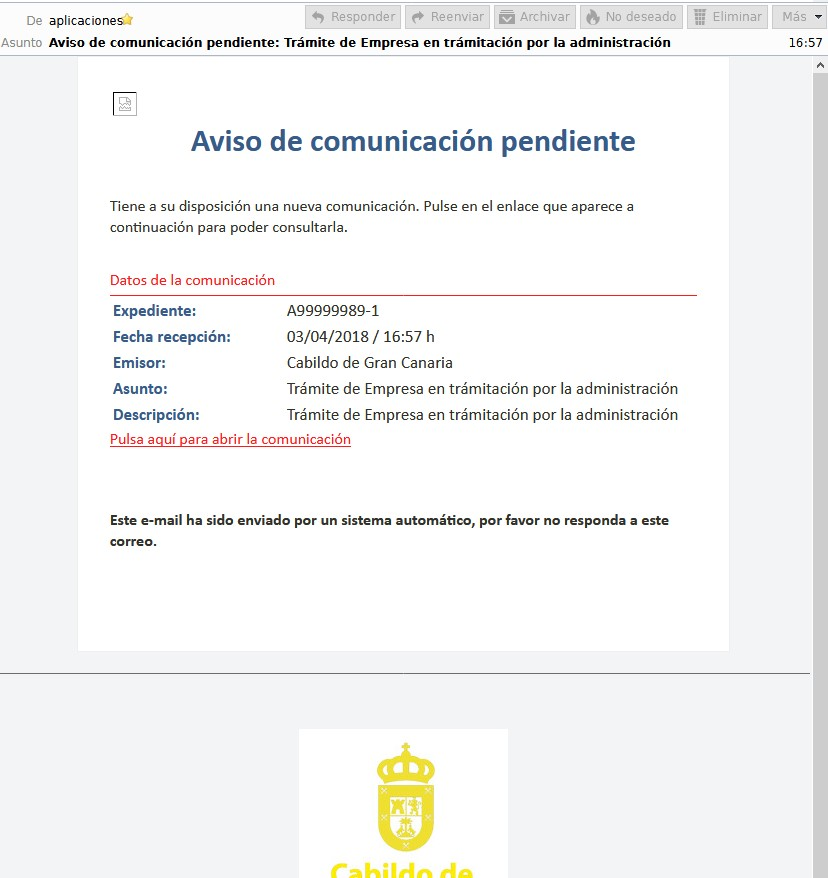 De aplicaciones Responder Reenviar Archivar No deseado Eliminar Más
Asunto Aviso de comunicación pendiente: Trámite de Empresa en trámitación por la administración 16:57
Aviso de comunicación pendiente
Tiene a su disposición una nueva comunicación. Pulse en el enlace que aparece a
continuación para poder consultarla.
Datos de la comunicación
Expediente: A99999989-1
Fecha recepción: 03/04/2018 / 16:57 h
Emisor: Cabildo de Gran Canaria
Asunto: Trámite de Empresa en trámitación por la administración
Descripción: Trámite de Empresa en trámitación por la administración
Pulsa aquí para abrir la comunicación
Este e-mail ha sido enviado por un sistema automático, por favor no responda a este
correo.
Cabildo de